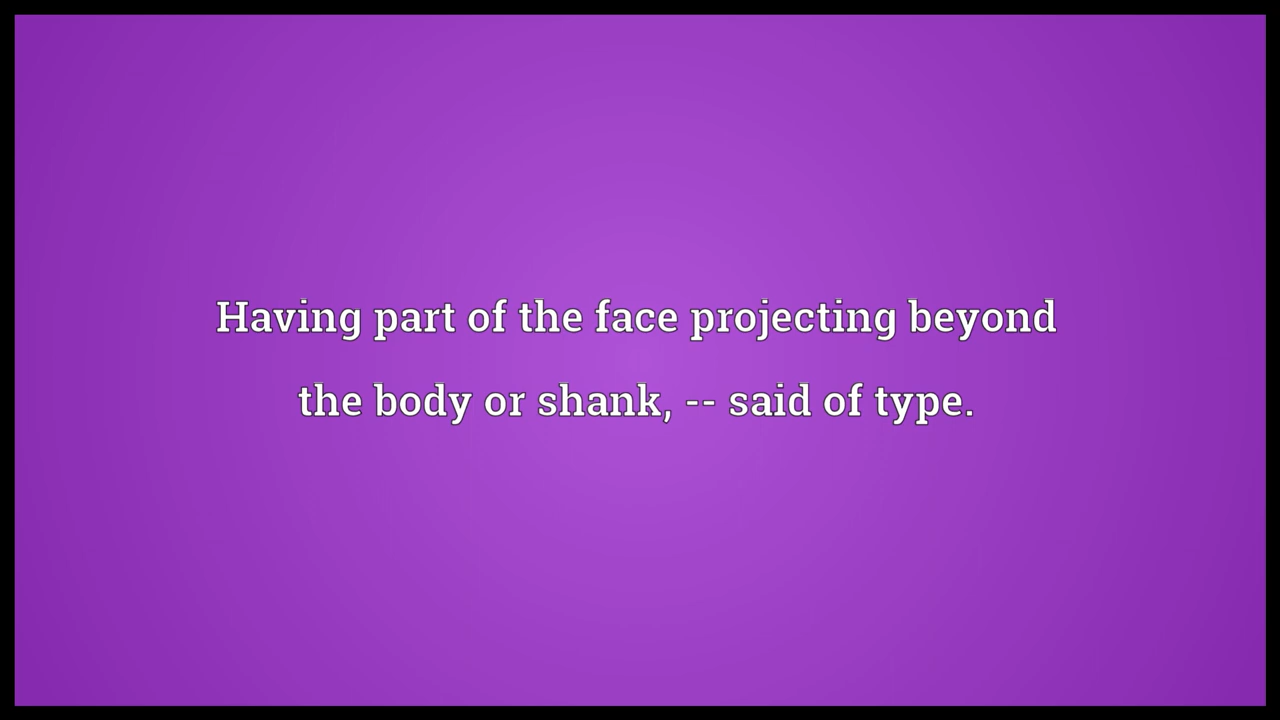 Having part of the face projecting beyond
the body or shank, -- said of type.